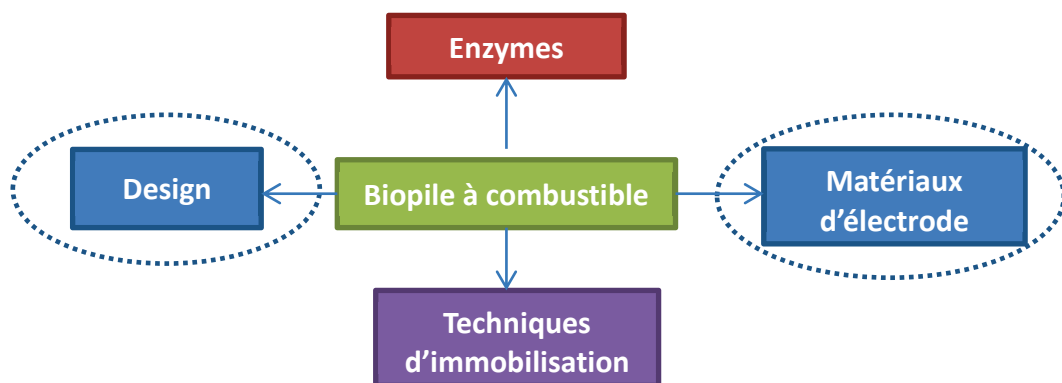 Enzymes
Design
Biopile à combustible
Matériaux
d’électrode
Techniques
d’immobilisation